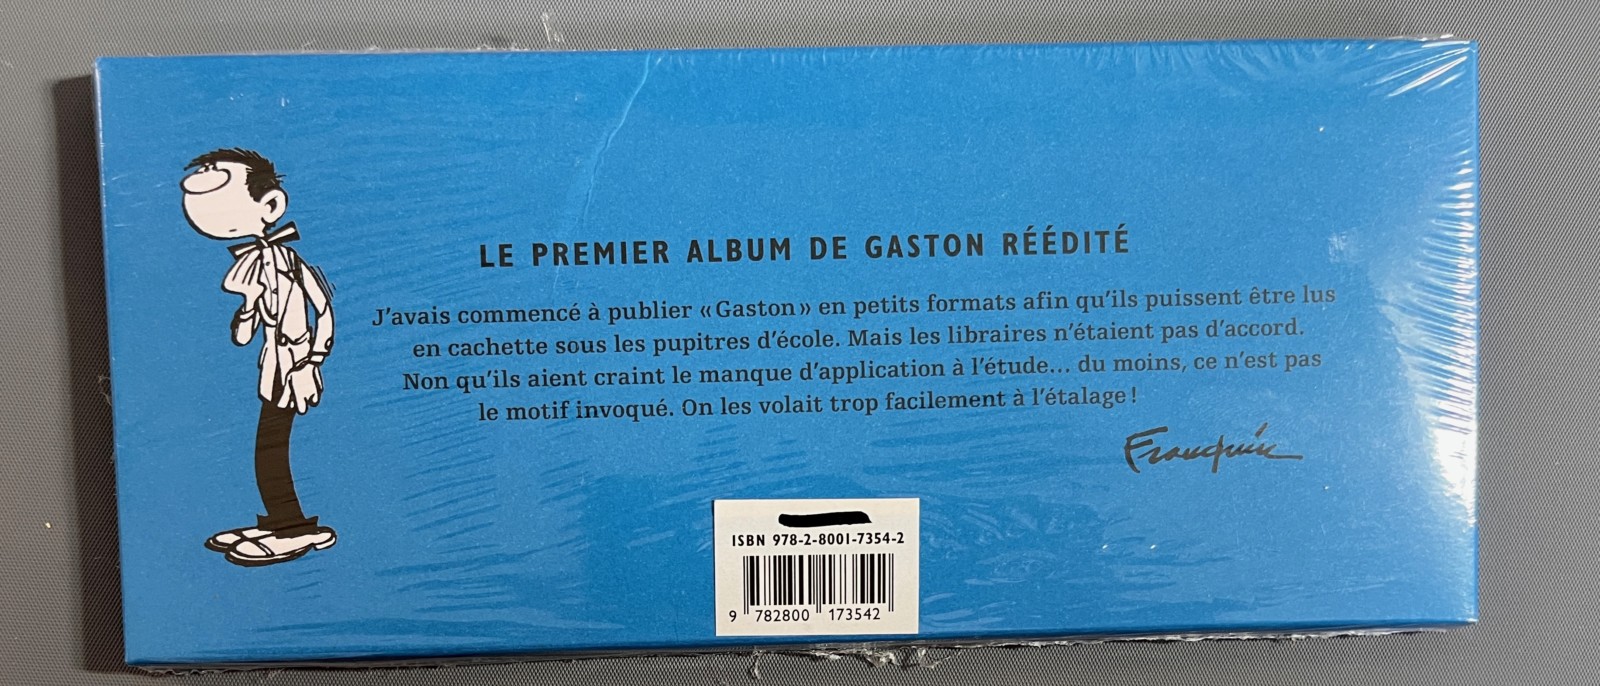 LE PREMIER ALBUM DE GASTON RÉÉDITÉ
J'avais commencé à publier «Gaston» en petits formats afin qu'ils puissent être lus
en cachette sous les pupitres d'école. Mais les libraires n'étaient pas d'accord.
Non qu'ils aient craint le manque d'application à l'étude... du moins, ce n'est pas
le motif invoqué. On les volait trop facilement à l'étalage!
Franquin
ISBN 978-2-8001-7354-2
9 782800 173542